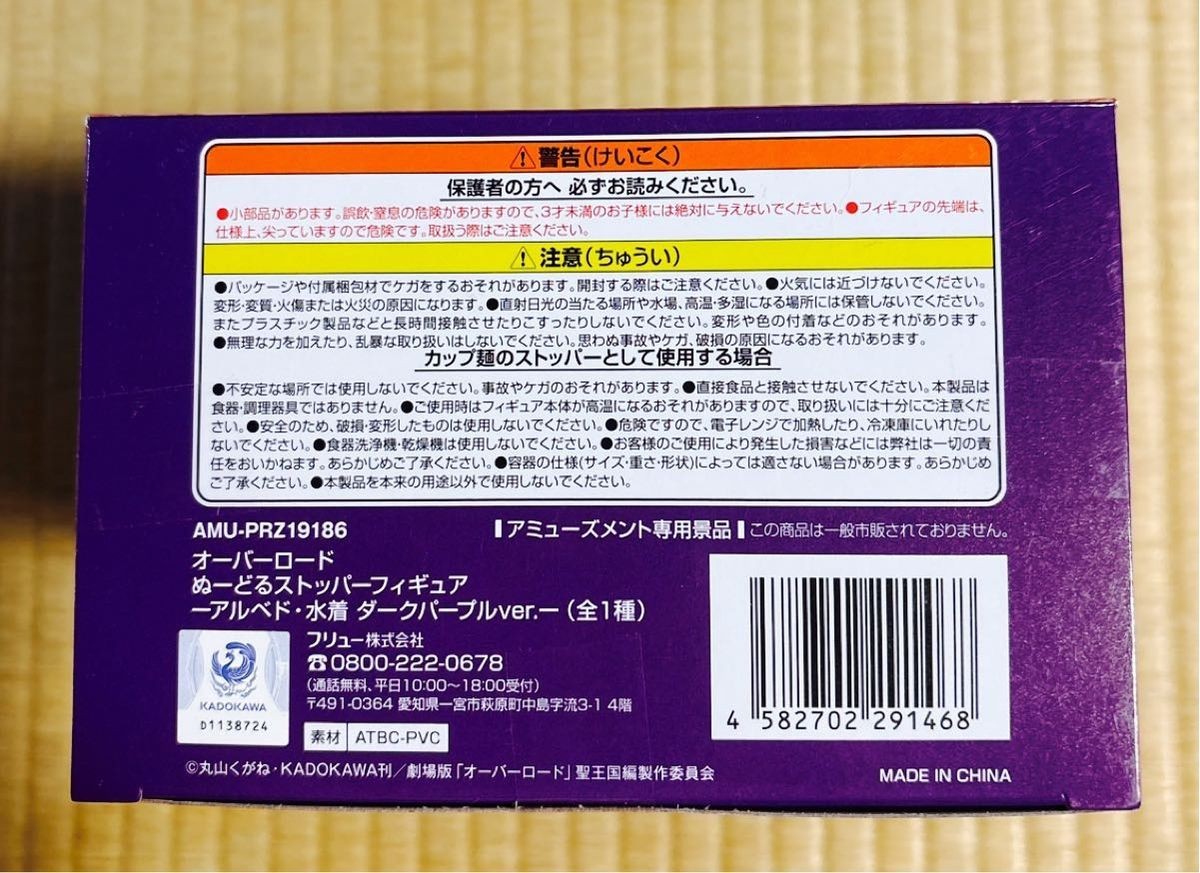 ⚠警告(けいこく)
保護者の方へ 必ずお読みください。
●小部品があります。誤飲・窒息の危険がありますので、3才未満のお子様には絶対に与えないでください。●フィギュアの先端は、
仕様上、尖っていますので危険です。取扱う際はご注意ください。
⚠注意(ちゅうい)
●パッケージや付属梱包材でケガをするおそれがあります。開封する際はご注意ください。●火気には近づけないでください。
変形・変質・火傷または火災の原因になります。●直射日光の当たる場所や水場、高温・多湿になる場所には保管しないでください。
またプラスチック製品などと長時間接触させたりこすったりしないでください。変形や色の付着などのおそれがあります。
●無理な力を加えたり、乱暴な取り扱いはしないでください。思わぬ事故やケガ、破損の原因になるおそれがあります。
カップ麺のストッパーとして使用する場合
●不安定な場所では使用しないでください。事故やケガのおそれがあります。●直接食品と接触させないでください。本製品は
食器・調理器具ではありません。●ご使用時はフィギュア本体が高温になるおそれがありますので、取り扱いには十分にご注意くだ
さい。●安全のため、破損・変形したものは使用しないでください。●危険ですので、電子レンジで加熱したり、冷凍庫にいれたりし
ないでください。●食器洗浄機・乾燥機は使用しないでください。●お客様のご使用により発生した損害などには弊社は一切の責
任をおいかねます。あらかじめご了承ください。●容器の仕様(サイズ・重さ・形状)によっては適さない場合があります。あらかじめ
ご了承ください。●本製品を本来の用途以外で使用しないでください。
AMU-PRZ19186
アミューズメント専用景品 この商品は一般市販されておりません。
オーバーロード
ぬーどるストッパーフィギュア
ーアルベド・水着 ダークパープルver.ー(全1種)
フリュー株式会社
☎0800-222-0678
(通話無料、平日10:00〜18:00受付)
〒491-0364 愛知県一宮市萩原町中島字流3-1 4階
KADOKAWA
D1138724
素材 ATBC-PVC
4 582702 291468
©丸山くがね・KADOKAWA刊/劇場版「オーバーロード」聖王国編製作委員会
MADE IN CHINA